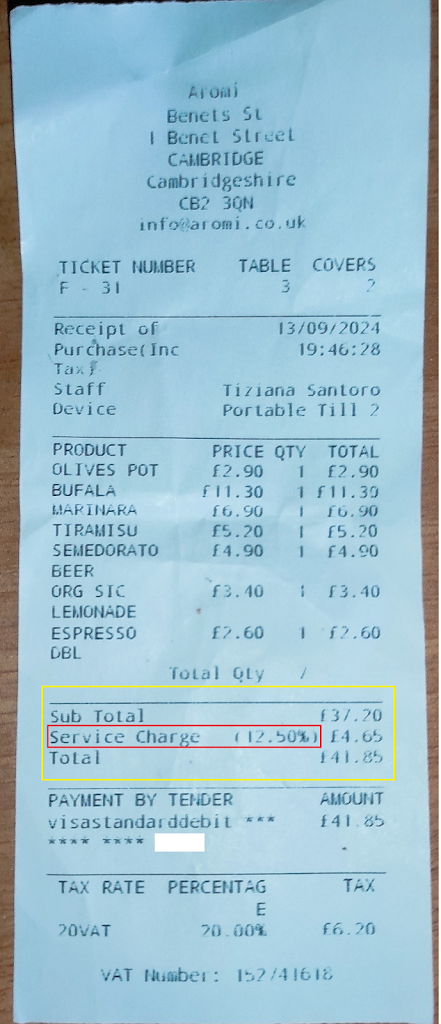 Aromi
Benets St
1 Benet Street
CAMBRIDGE
Cambridgeshire
CB2 3QN
info@aromi.co.uk
TICKET NUMBER TABLE COVERS
F - 31 3 2
Receipt of 13/09/2024
Purchase(Inc 19:46:28
Tax)
Staff Tiziana Santoro
Device Portable Till 2
PRODUCT PRICE QTY TOTAL
OLIVES POT £2.90 1 £2.90
BUFALA £11.30 1 £11.30
MARINARA £6.90 1 £6.90
TIRAMISU £5.20 1 £5.20
SEMEDORATO £4.90 1 £4.90
BEER
ORG SIC £3.40 1 £3.40
LEMONADE
ESPRESSO £2.60 1 £2.60
DBL
Total Qty 7
Sub Total £37.20
Service Charge (12.50%) £4.65
Total £41.85
PAYMENT BY TENDER AMOUNT
visastandarddebit *** £41.85
**** ****
TAX RATE PERCENTAG TAX
E
20VAT 20.00% £6.20
VAT Number: 152741618